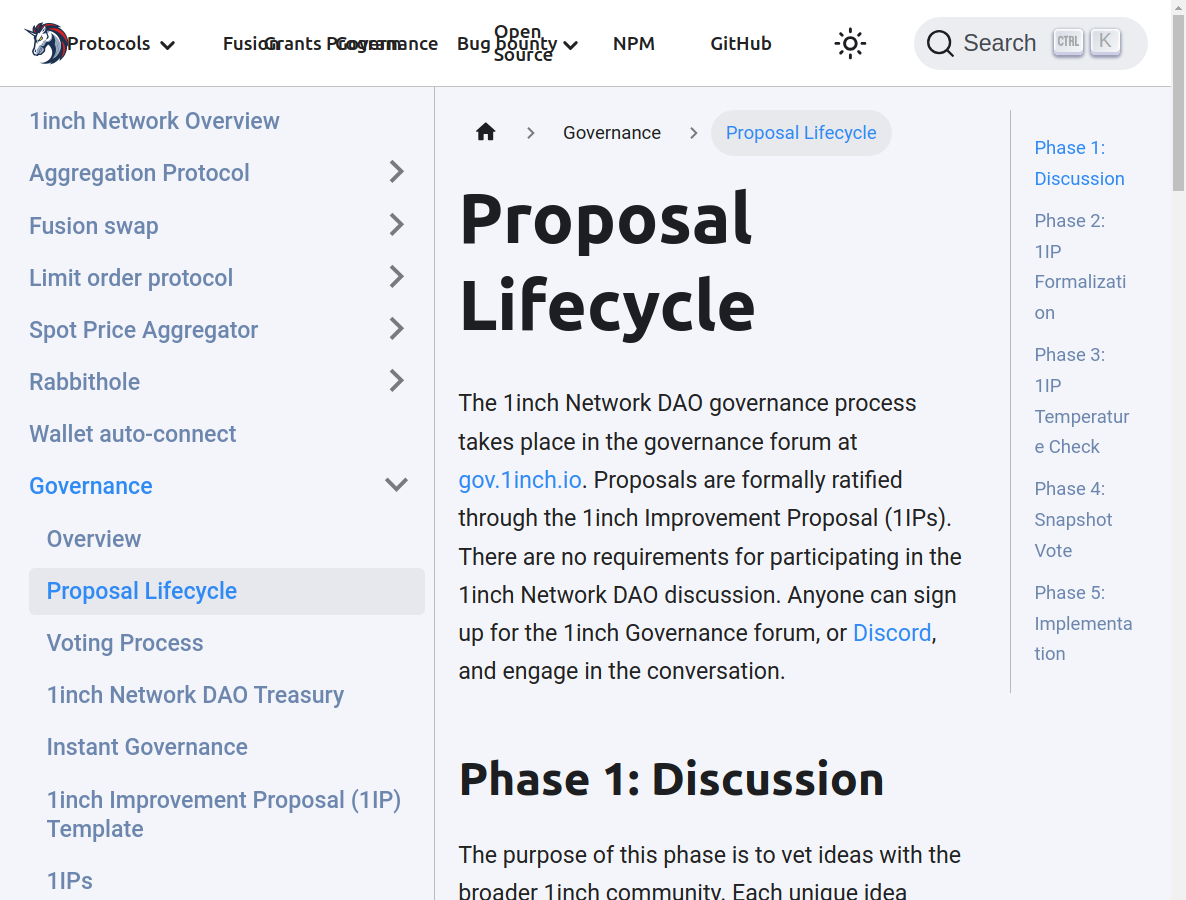 Protocols Fusion Grants Program Governance Bug bounty Open Source NPM GitHub Search CTRL K
1inch Network Overview
Aggregation Protocol
Fusion swap
Limit order protocol
Spot Price Aggregator
Rabbithole
Wallet auto-connect
Governance
Overview
Proposal Lifecycle
Voting Process
1inch Network DAO Treasury
Instant Governance
1inch Improvement Proposal (1IP)
Template
1IPs
Governance Proposal Lifecycle
Proposal
Lifecycle
The 1inch Network DAO governance process
takes place in the governance forum at
gov.1inch.io. Proposals are formally ratified
through the 1inch Improvement Proposal (1IPs).
There are no requirements for participating in the
1inch Network DAO discussion. Anyone can sign
up for the 1inch Governance forum, or Discord,
and engage in the conversation.
Phase 1: Discussion
The purpose of this phase is to vet ideas with the
broader 1inch community. Each unique idea
Phase 1:
Discussion
Phase 2:
1IP
Formalizati
on
Phase 3:
1IP
Temperatur
e Check
Phase 4:
Snapshot
Vote
Phase 5:
Implementa
tion